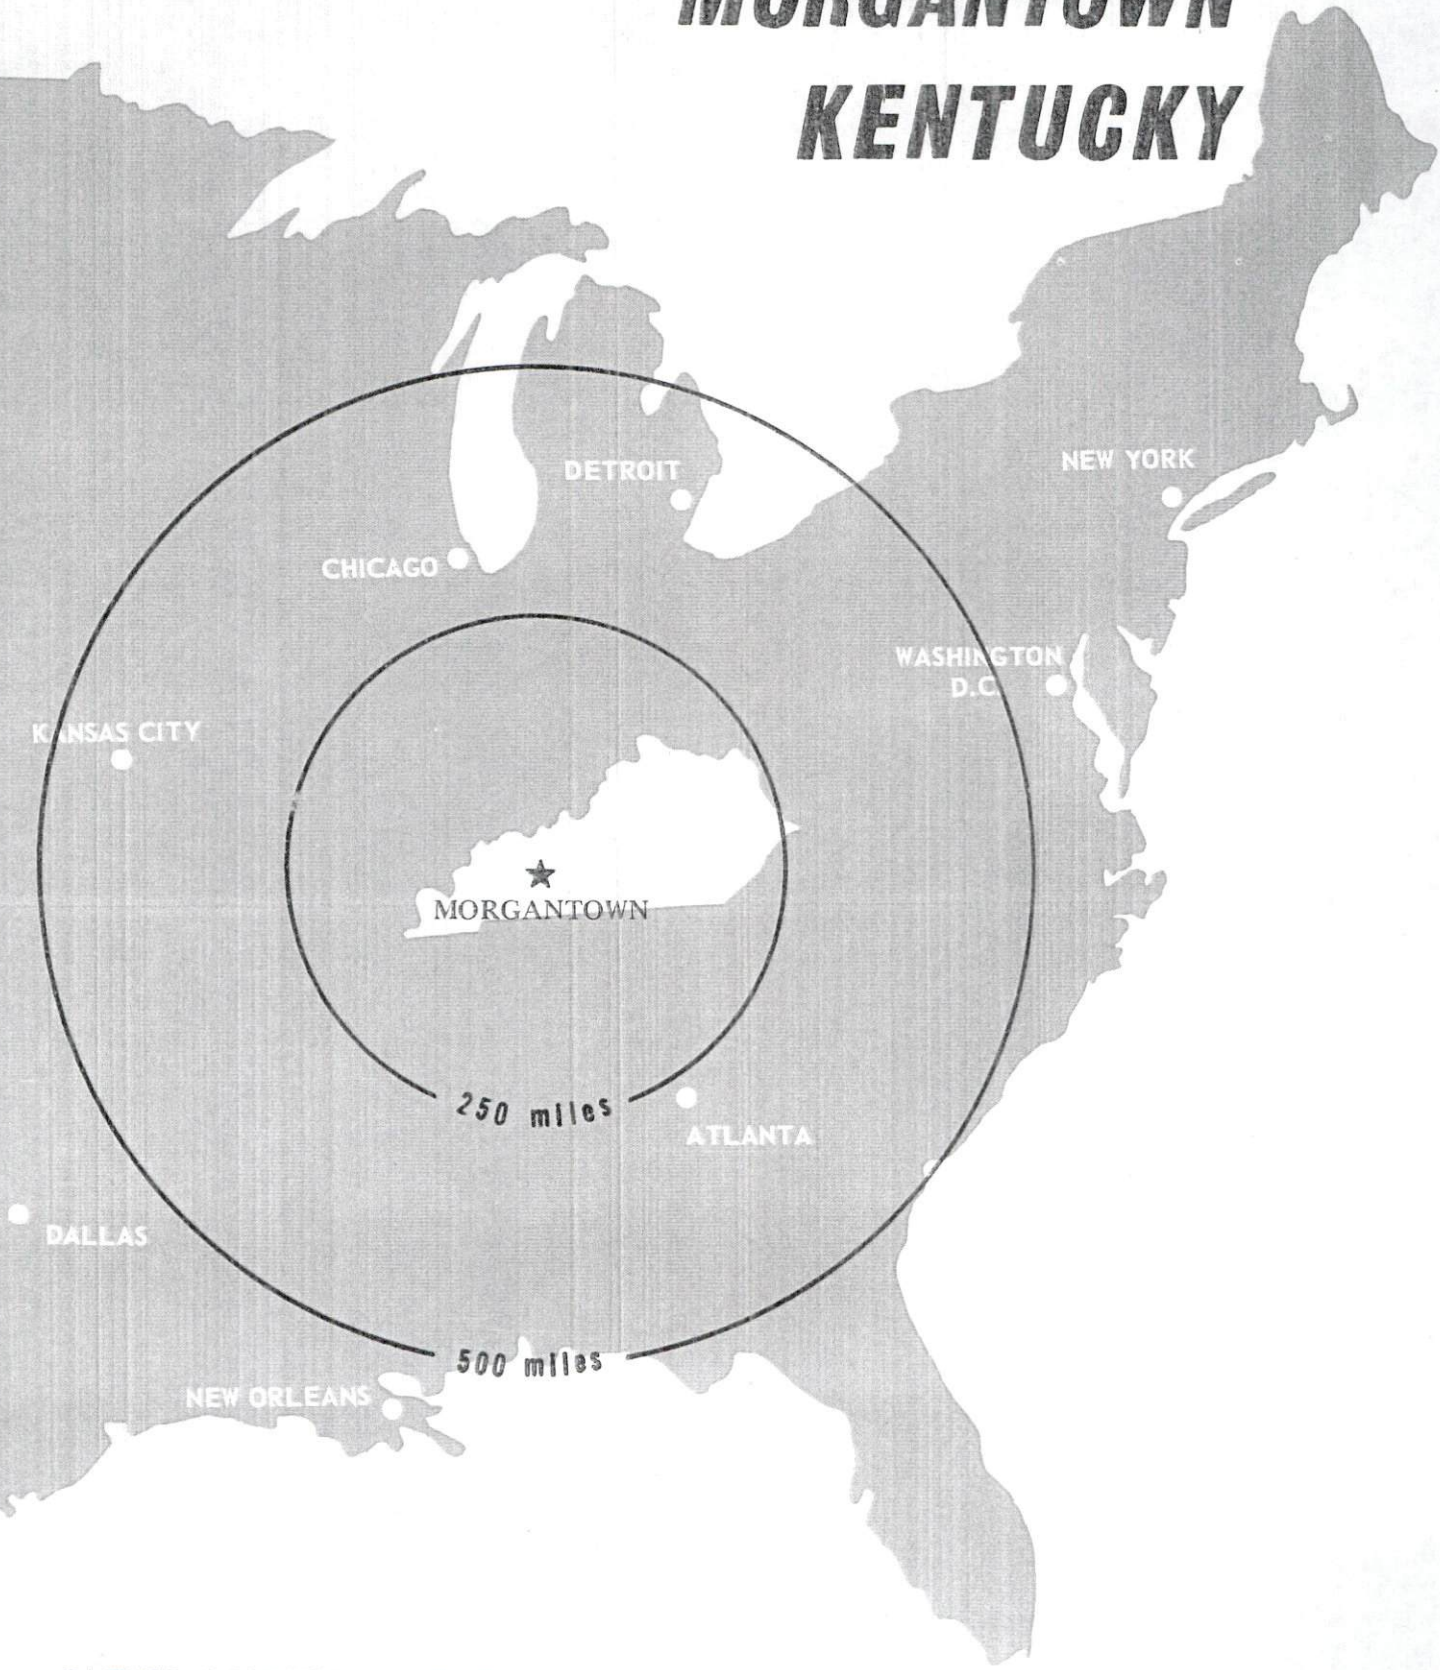 MORGANTOWN
KENTUCKY
DETROIT
NEW YORK
CHICAGO
WASHINGTON
D.C.
KANSAS CITY
MORGANTOWN
250 miles
ATLANTA
DALLAS
500 miles
NEW ORLEANS